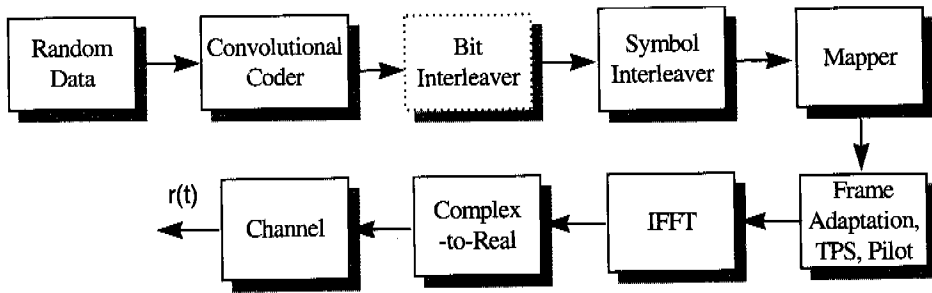 Random
Data
Convolutional
Coder
Bit
Interleaver
Symbol
Interleaver
Mapper
Frame
Adaptation,
TPS, Pilot
IFFT
Complex
-to-Real
Channel
r(t)